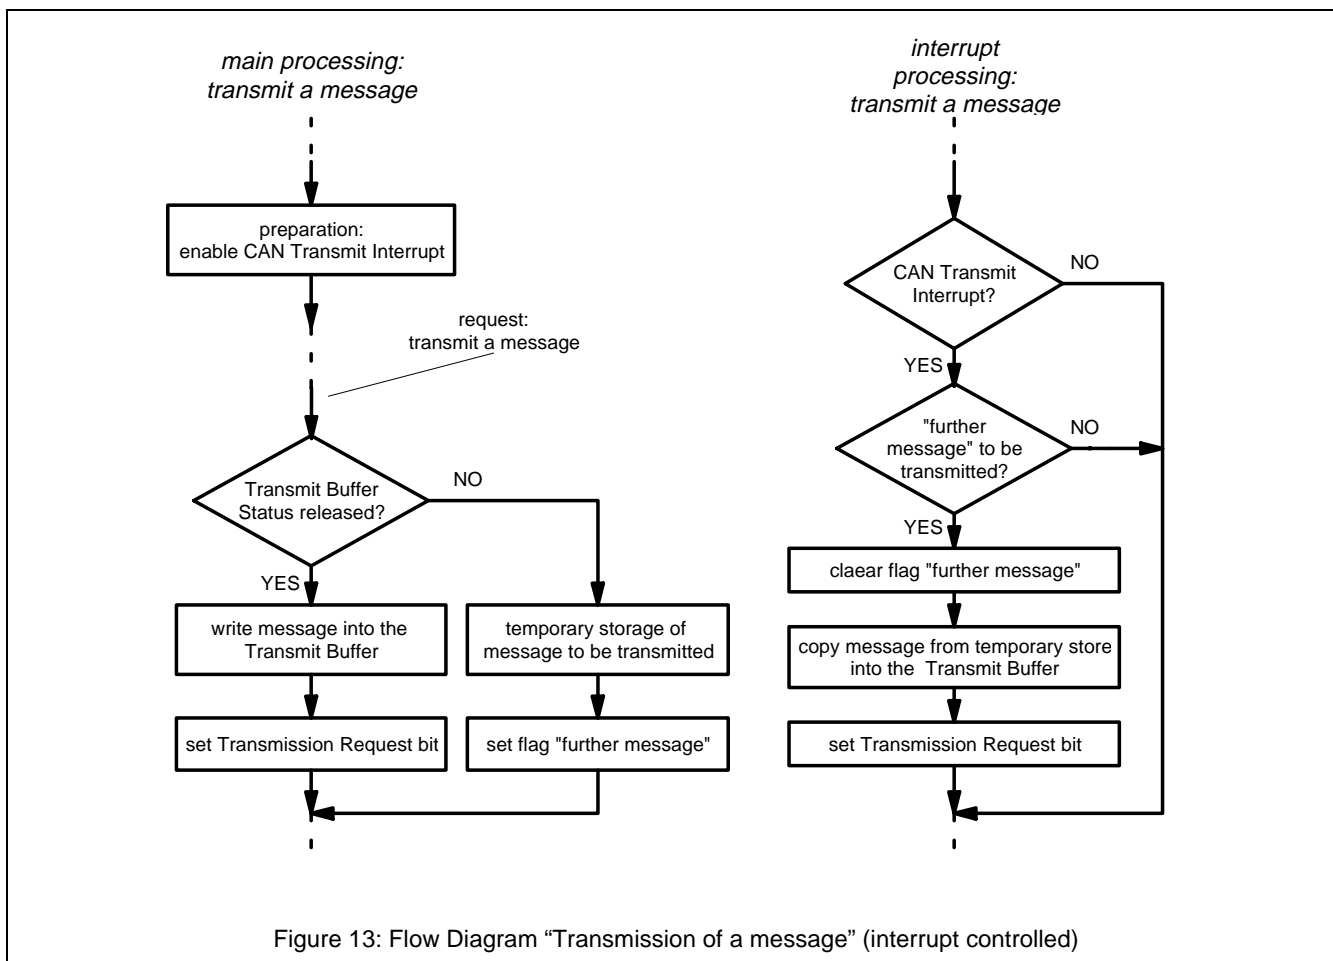 main processing:
transmit a message
preparation:
enable CAN Transmit Interrupt
request:
transmit a message
Transmit Buffer
Status released?
NO
YES
write message into the
Transmit Buffer
temporary storage of
message to be transmitted
set Transmission Request bit
set flag "further message"
interrupt
processing:
transmit a message
CAN Transmit
Interrupt?
NO
YES
"further
message" to be
transmitted?
NO
YES
claear flag "further message"
copy message from temporary store
into the Transmit Buffer
set Transmission Request bit
Figure 13: Flow Diagram “Transmission of a message” (interrupt controlled)